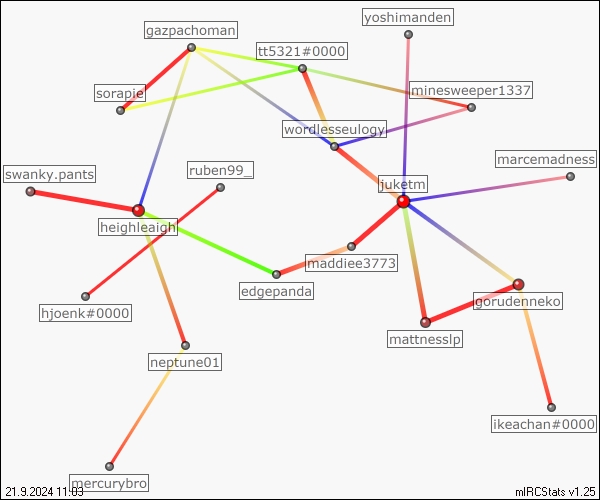 yoshimanden
gazpachoman
tt5321#0000
sorapie
minesweeper1337
wordlesseulogy
marcemadness
swanky.pants
ruben99_
juketm
heighleaigh
maddiee3773
edgepanda
gorudenneko
hjoenk#0000
mattnesslp
neptune01
ikeachan#0000
mercurybro
21.9.2024 11:03
mIRCStats v1.25